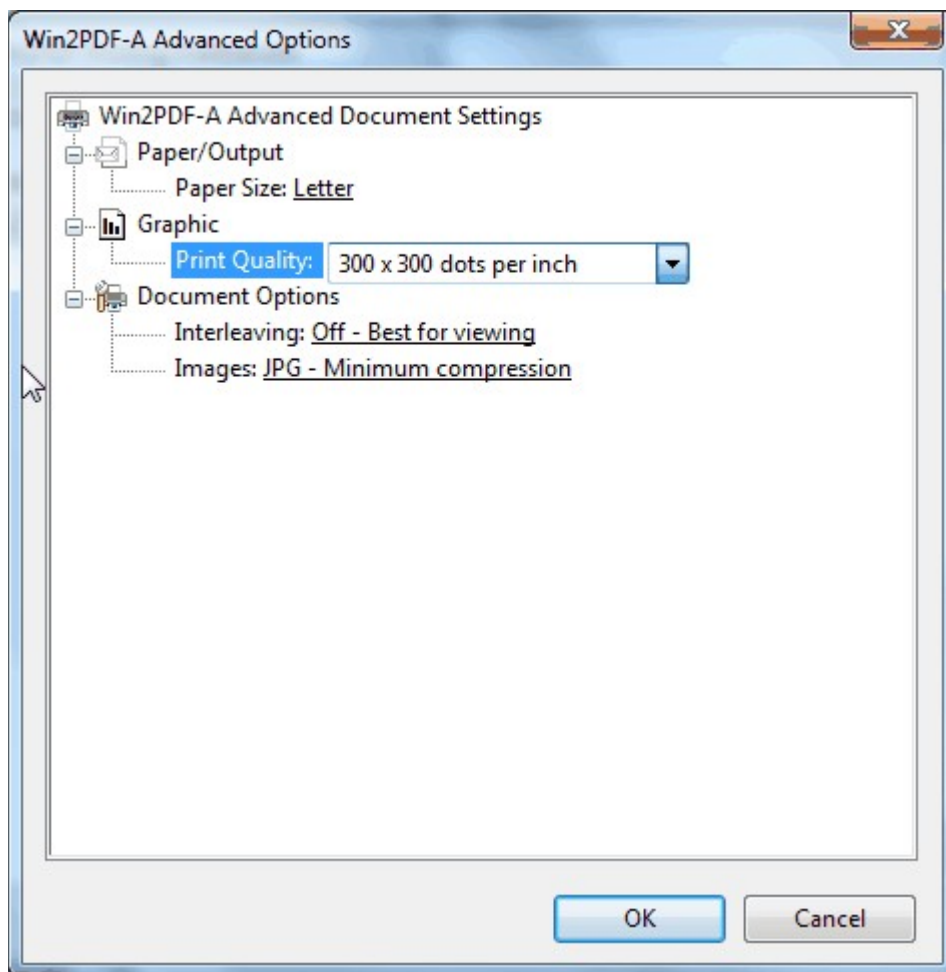 Win2PDF-A Advanced Options
Win2PDF-A Advanced Document Settings
Paper/Output
Paper Size: Letter
Graphic
Print Quality: 300 x 300 dots per inch
Document Options
Interleaving: Off - Best for viewing
Images: JPG - Minimum compression
OK Cancel